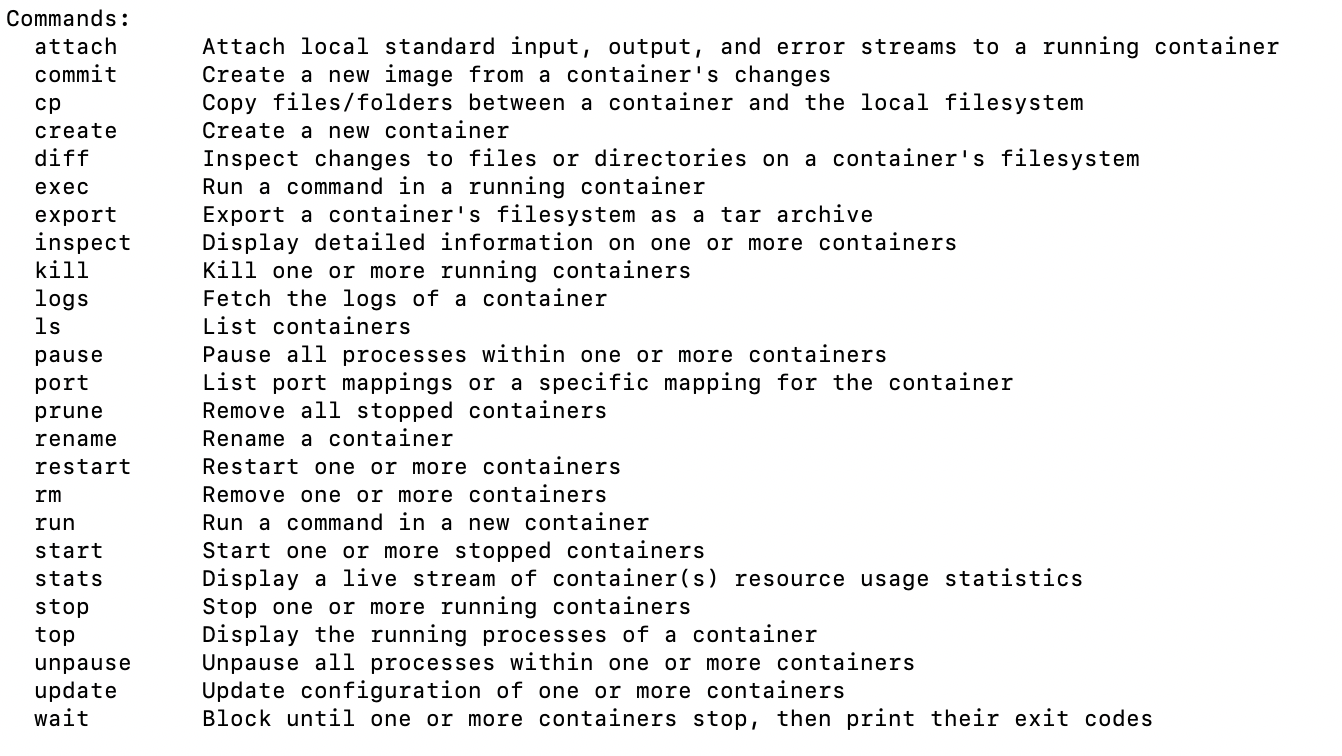 Commands:
  attach      Attach local standard input, output, and error streams to a running container
  commit      Create a new image from a container's changes
  cp          Copy files/folders between a container and the local filesystem
  create      Create a new container
  diff        Inspect changes to files or directories on a container's filesystem
  exec        Run a command in a running container
  export      Export a container's filesystem as a tar archive
  inspect     Display detailed information on one or more containers
  kill        Kill one or more running containers
  logs        Fetch the logs of a container
  ls          List containers
  pause       Pause all processes within one or more containers
  port        List port mappings or a specific mapping for the container
  prune       Remove all stopped containers
  rename      Rename a container
  restart     Restart one or more containers
  rm          Remove one or more containers
  run         Run a command in a new container
  start       Start one or more stopped containers
  stats       Display a live stream of container(s) resource usage statistics
  stop        Stop one or more running containers
  top         Display the running processes of a container
  unpause     Unpause all processes within one or more containers
  update      Update configuration of one or more containers
  wait        Block until one or more containers stop, then print their exit codes